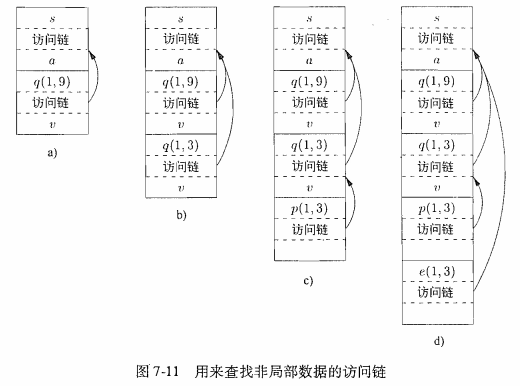 s
访问链
a
q(1,9)
访问链
v
a)
s
访问链
a
q(1,9)
访问链
v
q(1,3)
访问链
v
b)
s
访问链
a
q(1,9)
访问链
v
q(1,3)
访问链
v
p(1,3)
访问链
c)
s
访问链
a
q(1,9)
访问链
v
q(1,3)
访问链
v
p(1,3)
访问链
e(1,3)
访问链
d)
图 7-11 用来查找非局部数据的访问链